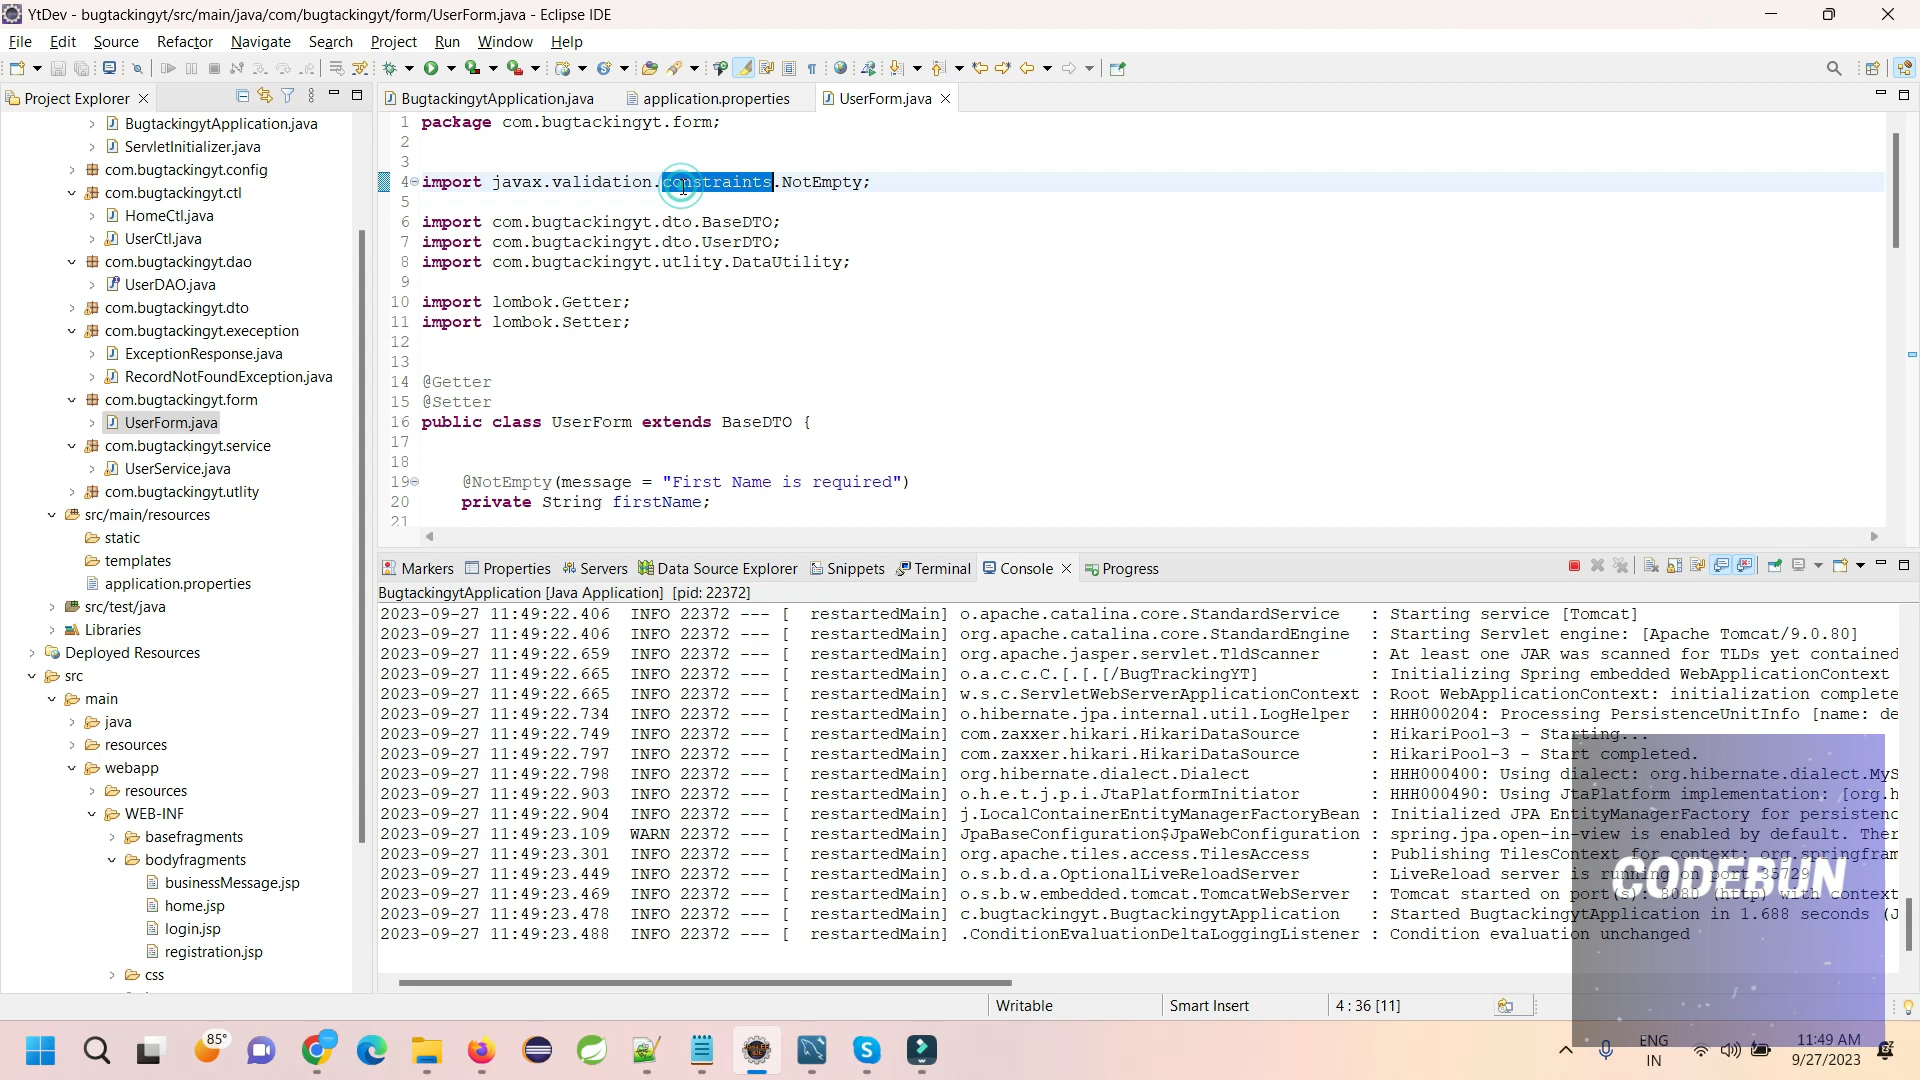 YtDev - bugtackingyt/src/main/java/com/bugtackingyt/form/UserForm.java - Eclipse IDE
File Edit Source Refactor Navigate Search Project Run Window Help
Project Explorer
BugtackingytApplication.java
ServletInitializer.java
com.bugtackingyt.config
com.bugtackingyt.ctl
HomeCtl.java
UserCtl.java
com.bugtackingyt.dao
UserDAO.java
com.bugtackingyt.dto
com.bugtackingyt.exeception
ExceptionResponse.java
RecordNotFoundException.java
com.bugtackingyt.form
UserForm.java
com.bugtackingyt.service
UserService.java
com.bugtackingyt.utlity
src/main/resources
static
templates
application.properties
src/test/java
Libraries
Deployed Resources
src
main
java
resources
webapp
resources
WEB-INF
basefragments
bodyfragments
businessMessage.jsp
home.jsp
login.jsp
registration.jsp
css
BugtackingytApplication.java application.properties UserForm.java
1 package com.bugtackingyt.form;
2
3
4 import javax.validation.constraints.NotEmpty;
5
6 import com.bugtackingyt.dto.BaseDTO;
7 import com.bugtackingyt.dto.UserDTO;
8 import com.bugtackingyt.utlity.DataUtility;
9
10 import lombok.Getter;
11 import lombok.Setter;
12
13
14 @Getter
15 @Setter
16 public class UserForm extends BaseDTO {
17
18
19 @NotEmpty(message = "First Name is required")
20 private String firstName;
21
Markers Properties Servers Data Source Explorer Snippets Terminal Console Progress
BugtackingytApplication [Java Application] [pid: 22372]
2023-09-27 11:49:22.406 INFO 22372 --- [ restartedMain] o.apache.catalina.core.StandardService : Starting service [Tomcat]
2023-09-27 11:49:22.406 INFO 22372 --- [ restartedMain] org.apache.catalina.core.StandardEngine : Starting Servlet engine: [Apache Tomcat/9.0.80]
2023-09-27 11:49:22.659 INFO 22372 --- [ restartedMain] org.apache.jasper.servlet.TldScanner : At least one JAR was scanned for TLDs yet contained
2023-09-27 11:49:22.665 INFO 22372 --- [ restartedMain] o.a.c.c.C.[.[.[/BugTrackingYT] : Initializing Spring embedded WebApplicationContext
2023-09-27 11:49:22.665 INFO 22372 --- [ restartedMain] w.s.c.ServletWebServerApplicationContext : Root WebApplicationContext: initialization complete
2023-09-27 11:49:22.734 INFO 22372 --- [ restartedMain] o.hibernate.jpa.internal.util.LogHelper : HHH000204: Processing PersistenceUnitInfo [name: de
2023-09-27 11:49:22.749 INFO 22372 --- [ restartedMain] com.zaxxer.hikari.HikariDataSource : HikariPool-3 - Starting...
2023-09-27 11:49:22.797 INFO 22372 --- [ restartedMain] com.zaxxer.hikari.HikariDataSource : HikariPool-3 - Start completed.
2023-09-27 11:49:22.798 INFO 22372 --- [ restartedMain] org.hibernate.dialect.Dialect : HHH000400: Using dialect: org.hibernate.dialect.MyS
2023-09-27 11:49:22.903 INFO 22372 --- [ restartedMain] o.h.e.t.j.p.i.JtaPlatformInitiator : HHH000490: Using JtaPlatform implementation: [org.h
2023-09-27 11:49:22.904 INFO 22372 --- [ restartedMain] j.LocalContainerEntityManagerFactoryBean : Initialized JPA EntityManagerFactory for persistenc
2023-09-27 11:49:23.109 WARN 22372 --- [ restartedMain] JpaBaseConfiguration$JpaWebConfiguration : spring.jpa.open-in-view is enabled by default. Ther
2023-09-27 11:49:23.301 INFO 22372 --- [ restartedMain] org.apache.tiles.access.TilesAccess : Publishing TilesContext for context: org.springfram
2023-09-27 11:49:23.449 INFO 22372 --- [ restartedMain] o.s.b.d.a.OptionalLiveReloadServer : LiveReload server is running on port 35729
2023-09-27 11:49:23.469 INFO 22372 --- [ restartedMain] o.s.b.w.embedded.tomcat.TomcatWebServer : Tomcat started on port(s): 8080 (http) with context
2023-09-27 11:49:23.478 INFO 22372 --- [ restartedMain] c.bugtackingyt.BugtackingytApplication : Started BugtackingytApplication in 1.688 seconds (J
2023-09-27 11:49:23.488 INFO 22372 --- [ restartedMain] .ConditionEvaluationDeltaLoggingListener : Condition evaluation unchanged
CODEBUN
Writable Smart Insert 4 : 36 [11]
85°
ENG
IN
11:49 AM
9/27/2023